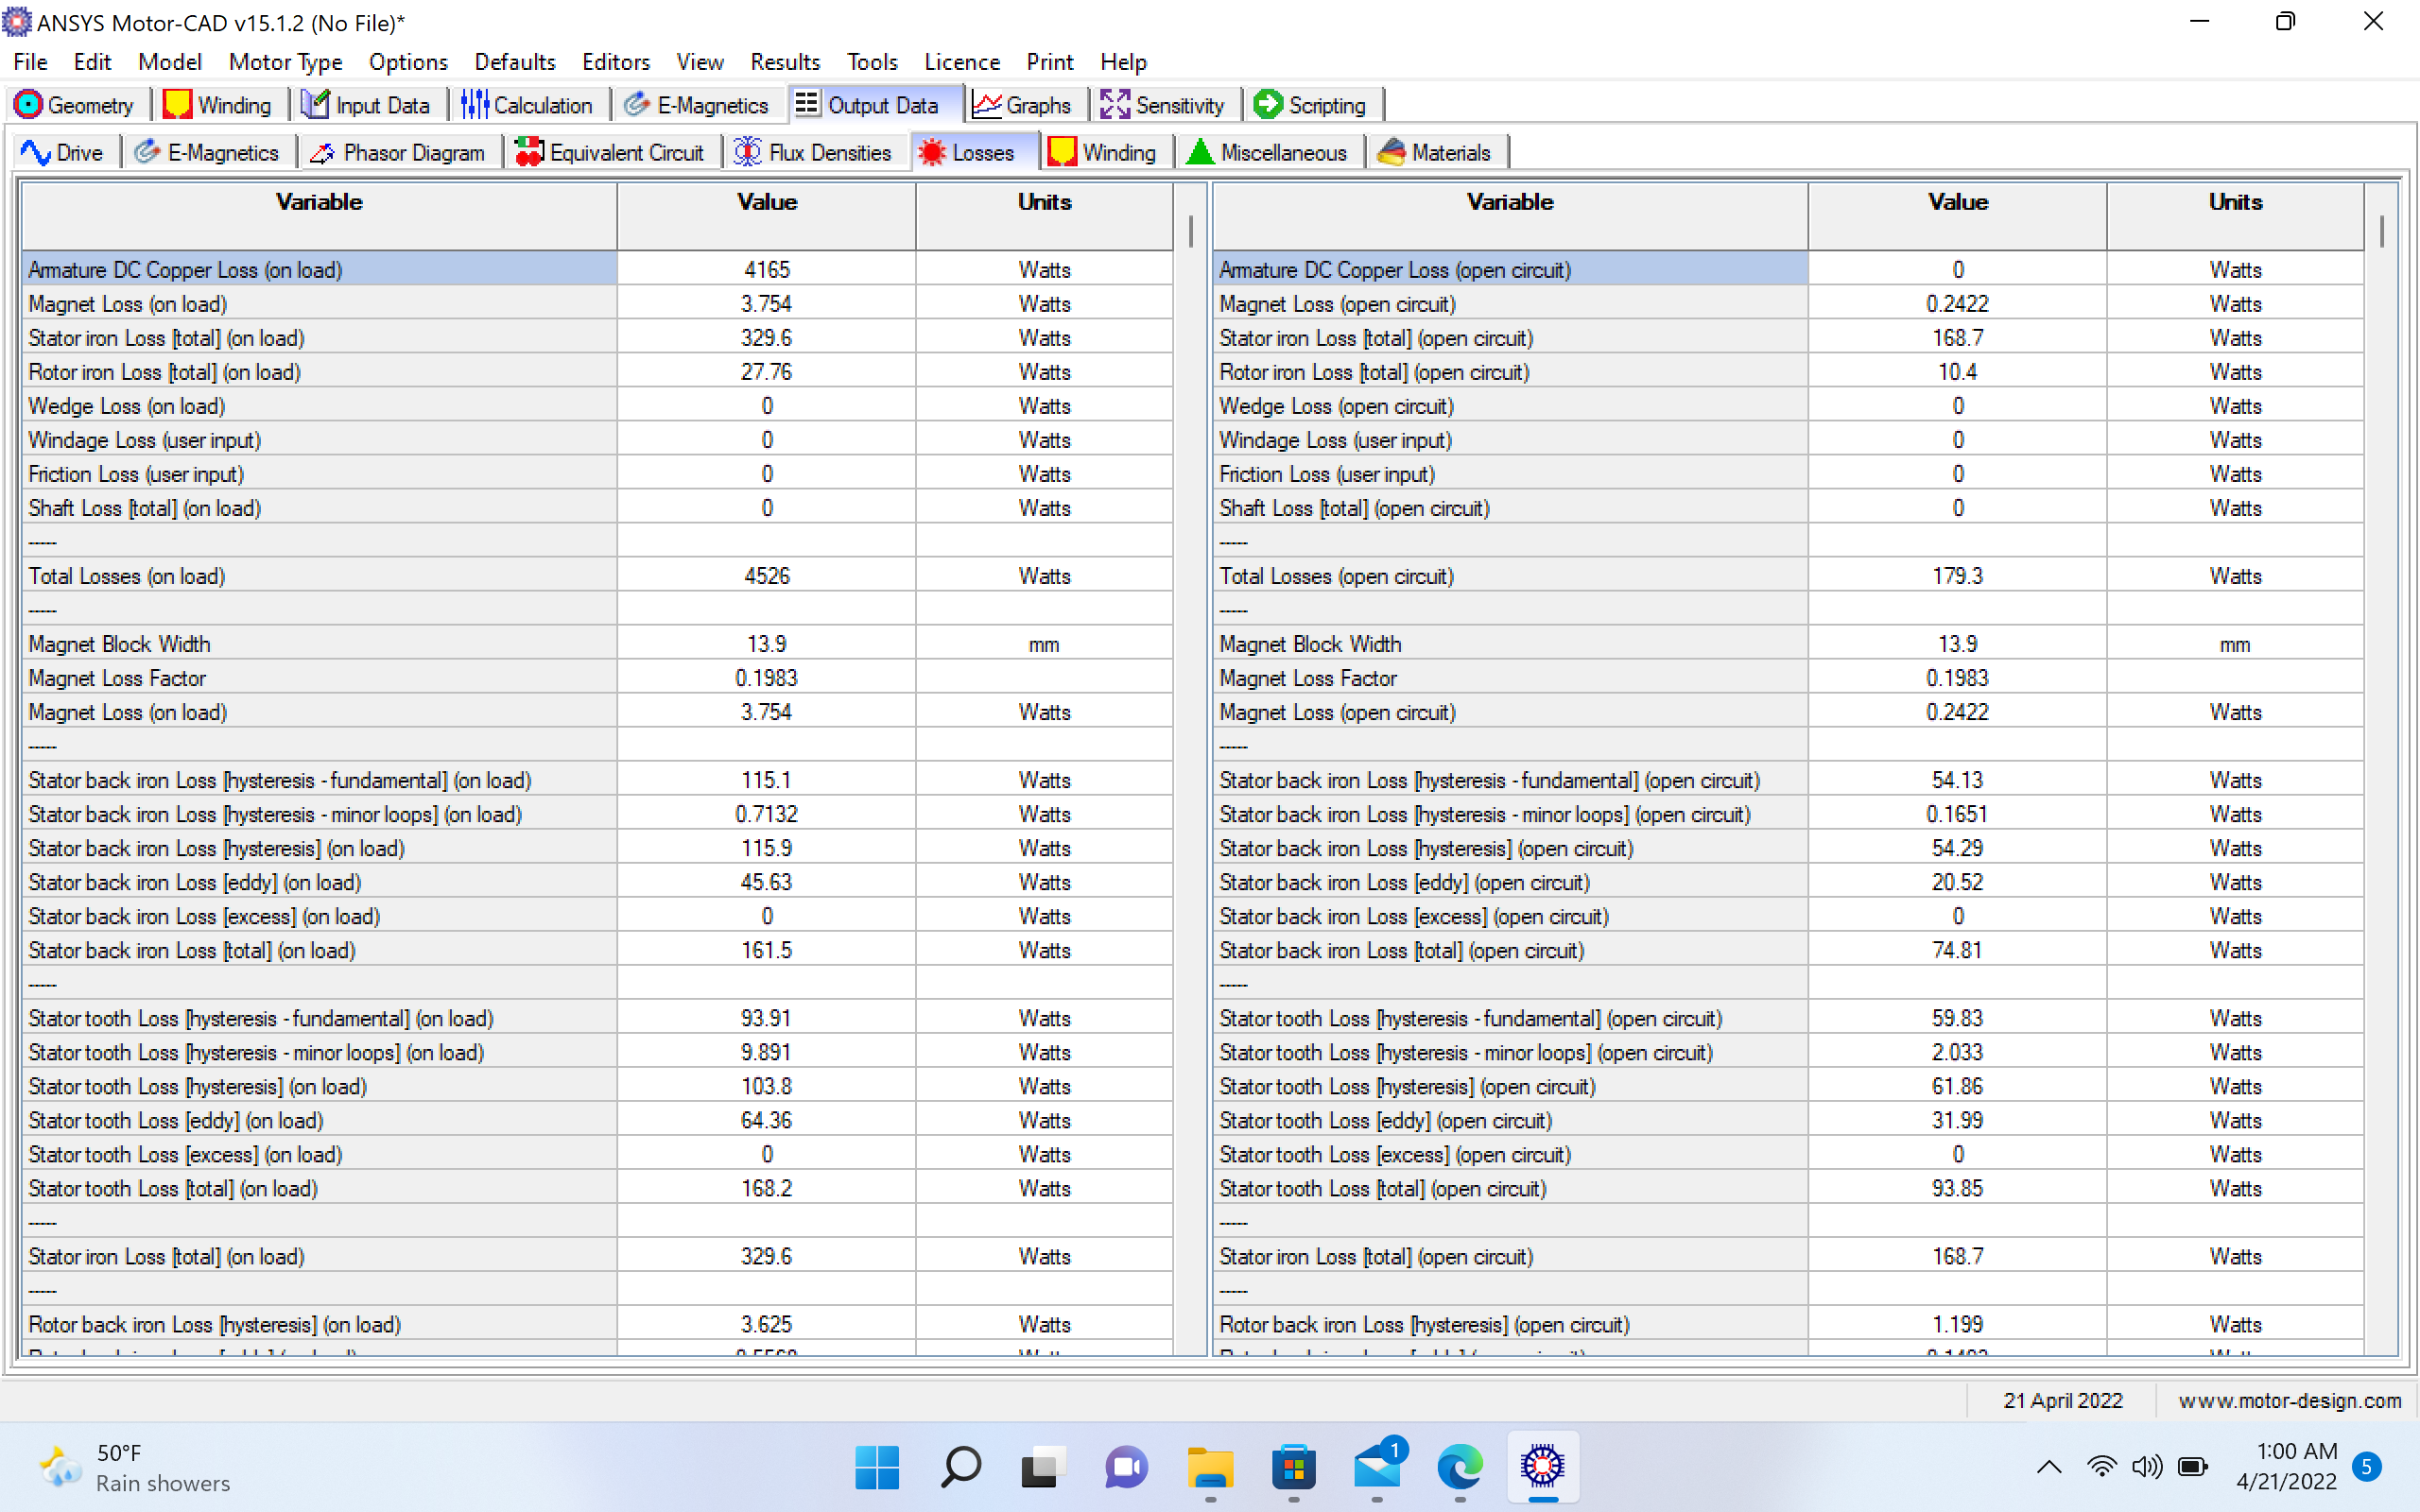 ANSYS Motor-CAD v15.1.2 (No File)*
File Edit Model Motor Type Options Defaults Editors View Results Tools Licence Print Help
Geometry Winding Input Data Calculation E-Magnetics Output Data Graphs Sensitivity Scripting
Drive E-Magnetics Phasor Diagram Equivalent Circuit Flux Densities Losses Winding Miscellaneous Materials
Variable Value Units Variable Value Units
Armature DC Copper Loss (on load) 4165 Watts Armature DC Copper Loss (open circuit) 0 Watts
Magnet Loss (on load) 3.754 Watts Magnet Loss (open circuit) 0.2422 Watts
Stator iron Loss [total] (on load) 329.6 Watts Stator iron Loss [total] (open circuit) 168.7 Watts
Rotor iron Loss [total] (on load) 27.76 Watts Rotor iron Loss [total] (open circuit) 10.4 Watts
Wedge Loss (on load) 0 Watts Wedge Loss (open circuit) 0 Watts
Windage Loss (user input) 0 Watts Windage Loss (user input) 0 Watts
Friction Loss (user input) 0 Watts Friction Loss (user input) 0 Watts
Shaft Loss [total] (on load) 0 Watts Shaft Loss [total] (open circuit) 0 Watts
----- -----
Total Losses (on load) 4526 Watts Total Losses (open circuit) 179.3 Watts
----- -----
Magnet Block Width 13.9 mm Magnet Block Width 13.9 mm
Magnet Loss Factor 0.1983 Magnet Loss Factor 0.1983
Magnet Loss (on load) 3.754 Watts Magnet Loss (open circuit) 0.2422 Watts
----- -----
Stator back iron Loss [hysteresis - fundamental] (on load) 115.1 Watts Stator back iron Loss [hysteresis - fundamental] (open circuit) 54.13 Watts
Stator back iron Loss [hysteresis - minor loops] (on load) 0.7132 Watts Stator back iron Loss [hysteresis - minor loops] (open circuit) 0.1651 Watts
Stator back iron Loss [hysteresis] (on load) 115.9 Watts Stator back iron Loss [hysteresis] (open circuit) 54.29 Watts
Stator back iron Loss [eddy] (on load) 45.63 Watts Stator back iron Loss [eddy] (open circuit) 20.52 Watts
Stator back iron Loss [excess] (on load) 0 Watts Stator back iron Loss [excess] (open circuit) 0 Watts
Stator back iron Loss [total] (on load) 161.5 Watts Stator back iron Loss [total] (open circuit) 74.81 Watts
----- -----
Stator tooth Loss [hysteresis - fundamental] (on load) 93.91 Watts Stator tooth Loss [hysteresis - fundamental] (open circuit) 59.83 Watts
Stator tooth Loss [hysteresis - minor loops] (on load) 9.891 Watts Stator tooth Loss [hysteresis - minor loops] (open circuit) 2.033 Watts
Stator tooth Loss [hysteresis] (on load) 103.8 Watts Stator tooth Loss [hysteresis] (open circuit) 61.86 Watts
Stator tooth Loss [eddy] (on load) 64.36 Watts Stator tooth Loss [eddy] (open circuit) 31.99 Watts
Stator tooth Loss [excess] (on load) 0 Watts Stator tooth Loss [excess] (open circuit) 0 Watts
Stator tooth Loss [total] (on load) 168.2 Watts Stator tooth Loss [total] (open circuit) 93.85 Watts
----- -----
Stator iron Loss [total] (on load) 329.6 Watts Stator iron Loss [total] (open circuit) 168.7 Watts
----- -----
Rotor back iron Loss [hysteresis] (on load) 3.625 Watts Rotor back iron Loss [hysteresis] (open circuit) 1.199 Watts
21 April 2022 www.motor-design.com
50°F
Rain showers
1
1:00 AM
4/21/2022
5